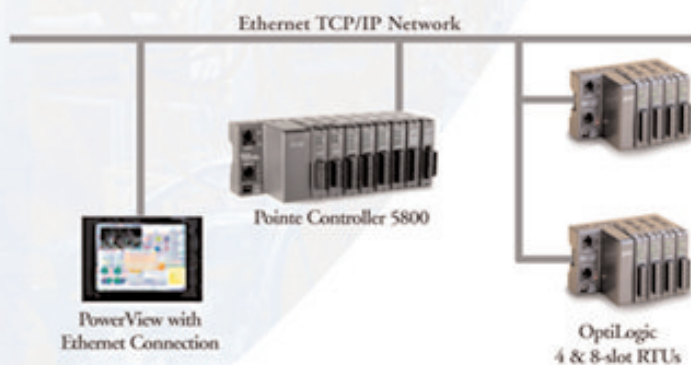 Ethernet TCP/IP Network
Pointe Controller 5800
PowerView with
Ethernet Connection
OptiLogic
4 & 8-slot RTUs